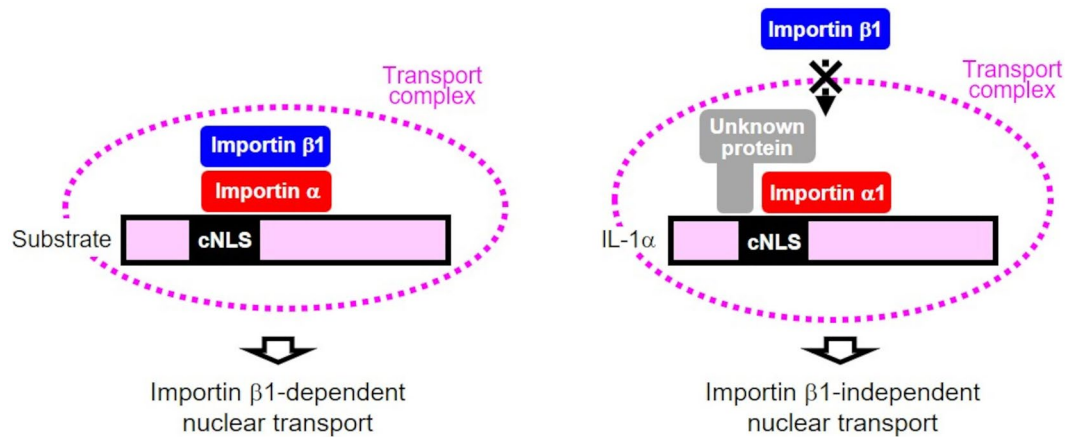 Transport
complex
Importin β1
Importin α
Substrate
cNLS
Importin β1-dependent
nuclear transport
Importin β1
Transport
complex
Unknown
protein
Importin α1
IL-1α
cNLS
Importin β1-independent
nuclear transport